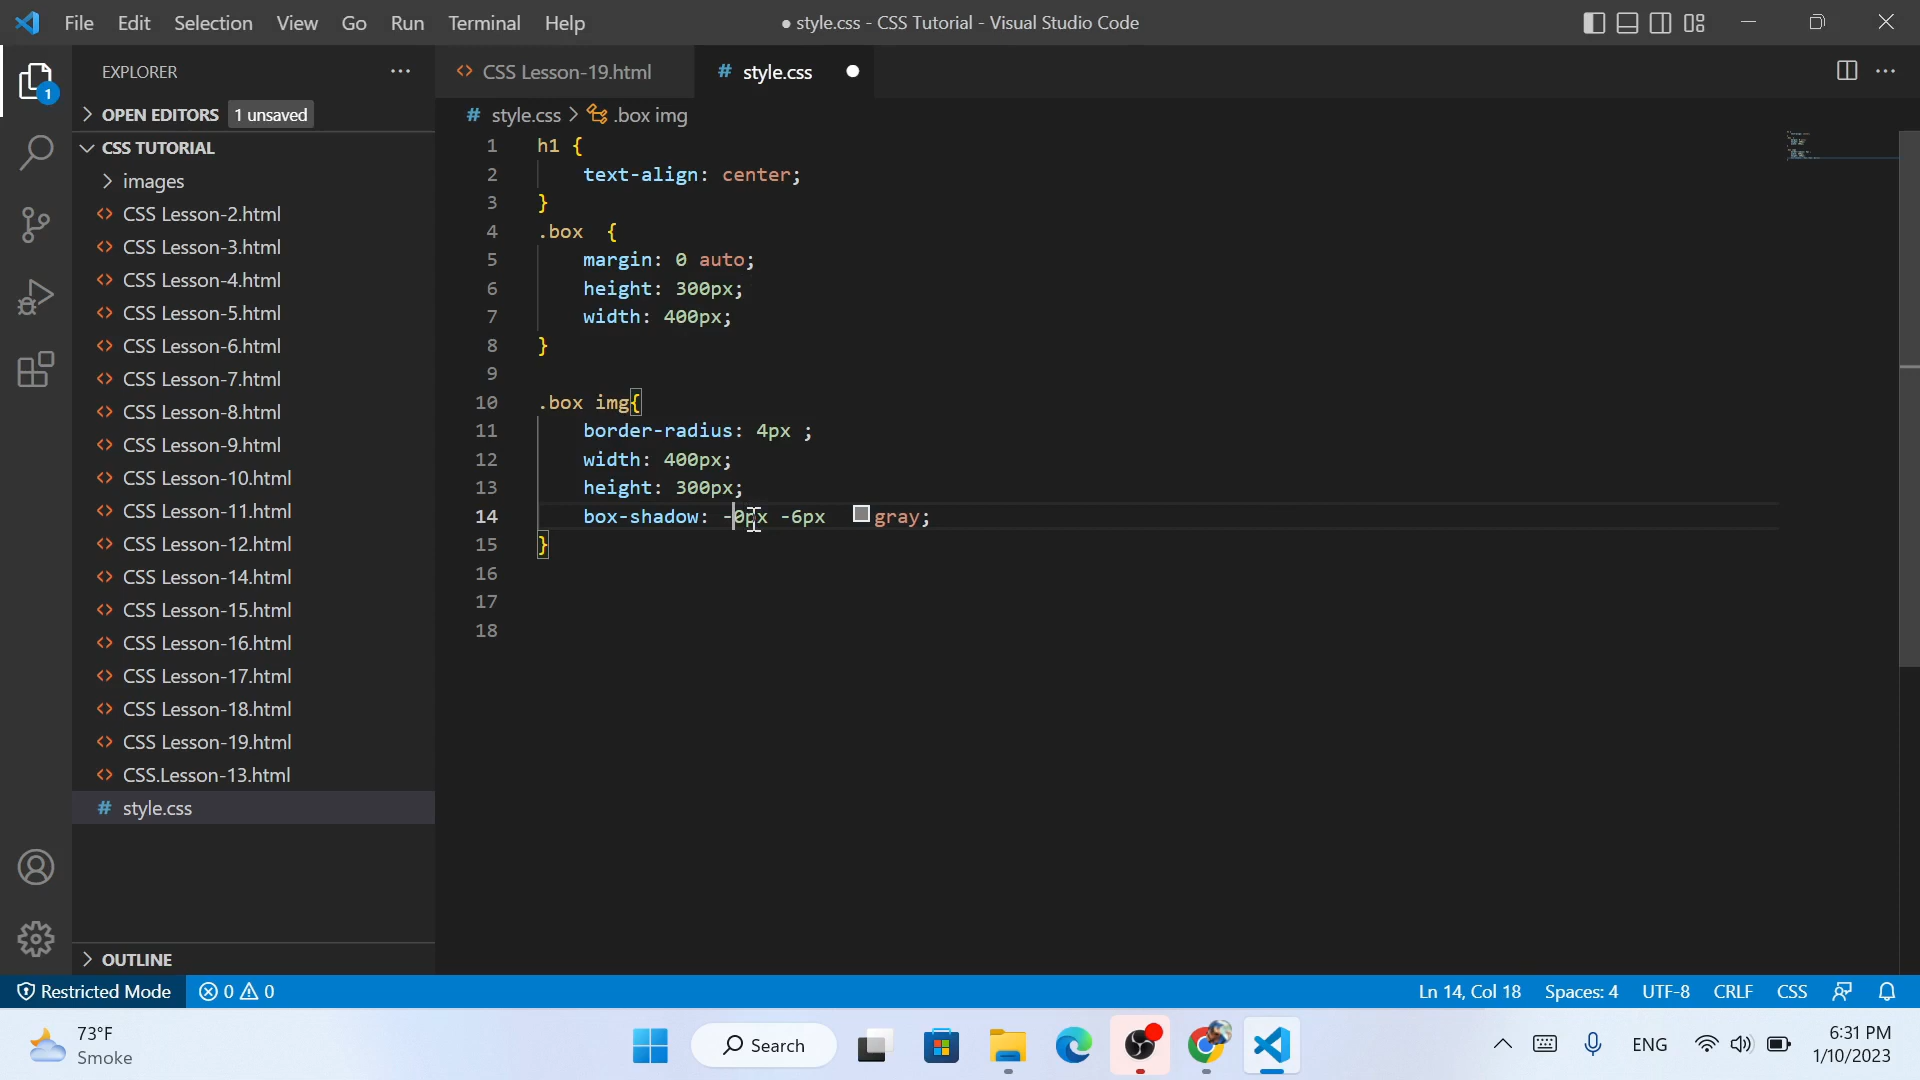 File Edit Selection View Go Run Terminal Help
● style.css - CSS Tutorial - Visual Studio Code
EXPLORER
1
OPEN EDITORS 1 unsaved
CSS TUTORIAL
images
CSS Lesson-2.html
CSS Lesson-3.html
CSS Lesson-4.html
CSS Lesson-5.html
CSS Lesson-6.html
CSS Lesson-7.html
CSS Lesson-8.html
CSS Lesson-9.html
CSS Lesson-10.html
CSS Lesson-11.html
CSS Lesson-12.html
CSS Lesson-14.html
CSS Lesson-15.html
CSS Lesson-16.html
CSS Lesson-17.html
CSS Lesson-18.html
CSS Lesson-19.html
CSS.Lesson-13.html
# style.css
OUTLINE
CSS Lesson-19.html # style.css
# style.css > .box img
1 h1 {
2 text-align: center;
3 }
4 .box  {
5 margin: 0 auto;
6 height: 300px;
7 width: 400px;
8 }
9
10 .box img{
11 border-radius: 4px ;
12 width: 400px;
13 height: 300px;
14 box-shadow: -0px -6px  gray;
15 }
16
17
18
Restricted Mode 0 0 Ln 14, Col 18 Spaces: 4 UTF-8 CRLF CSS
73°F
Smoke
Search
ENG
6:31 PM
1/10/2023